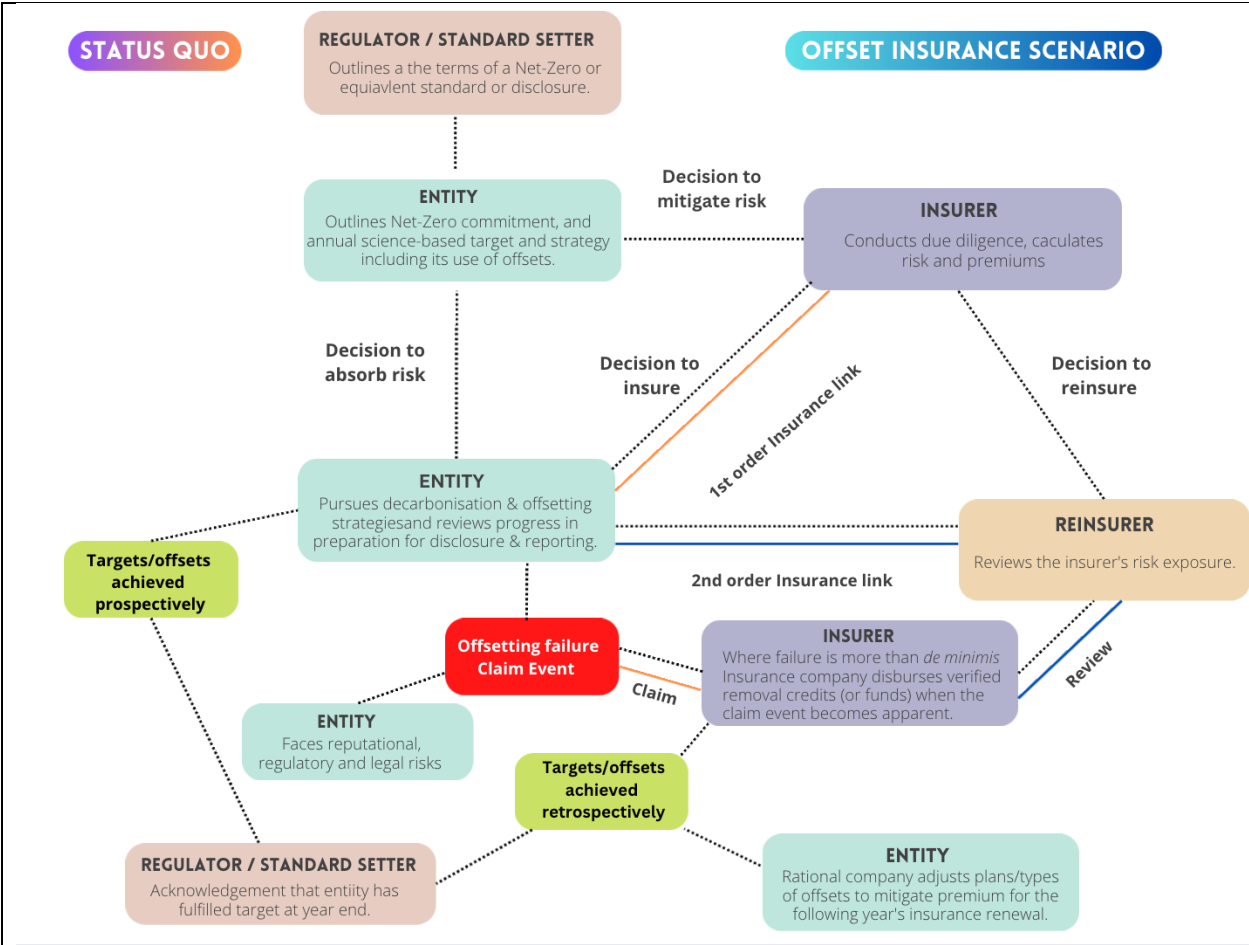 STATUS QUO
REGULATOR / STANDARD SETTER
Outlines a the terms of a Net-Zero or
equiavlent standard or disclosure.
OFFSET INSURANCE SCENARIO
ENTITY
Outlines Net-Zero commitment, and
annual science-based target and strategy
including its use of offsets.
Decision to
mitigate risk
INSURER
Conducts due diligence, caculates
risk and premiums
Decision to
absorb risk
Decision to
insure
1st order Insurance link
Decision to
reinsure
ENTITY
Pursues decarbonisation & offsetting
strategiesand reviews progress in
preparation for disclosure & reporting.
REINSURER
Reviews the insurer's risk exposure.
Targets/offsets
achieved
prospectively
2nd order Insurance link
Offsetting failure
Claim Event
Claim
INSURER
Where failure is more than de minimis
Insurance company disburses verified
removal credits (or funds) when the
claim event becomes apparent.
Review
ENTITY
Faces reputational,
regulatory and legal risks
Targets/offsets
achieved
retrospectively
REGULATOR / STANDARD SETTER
Acknowledgement that entiity has
fulfilled target at year end.
ENTITY
Rational company adjusts plans/types
of offsets to mitigate premium for the
following year's insurance renewal.